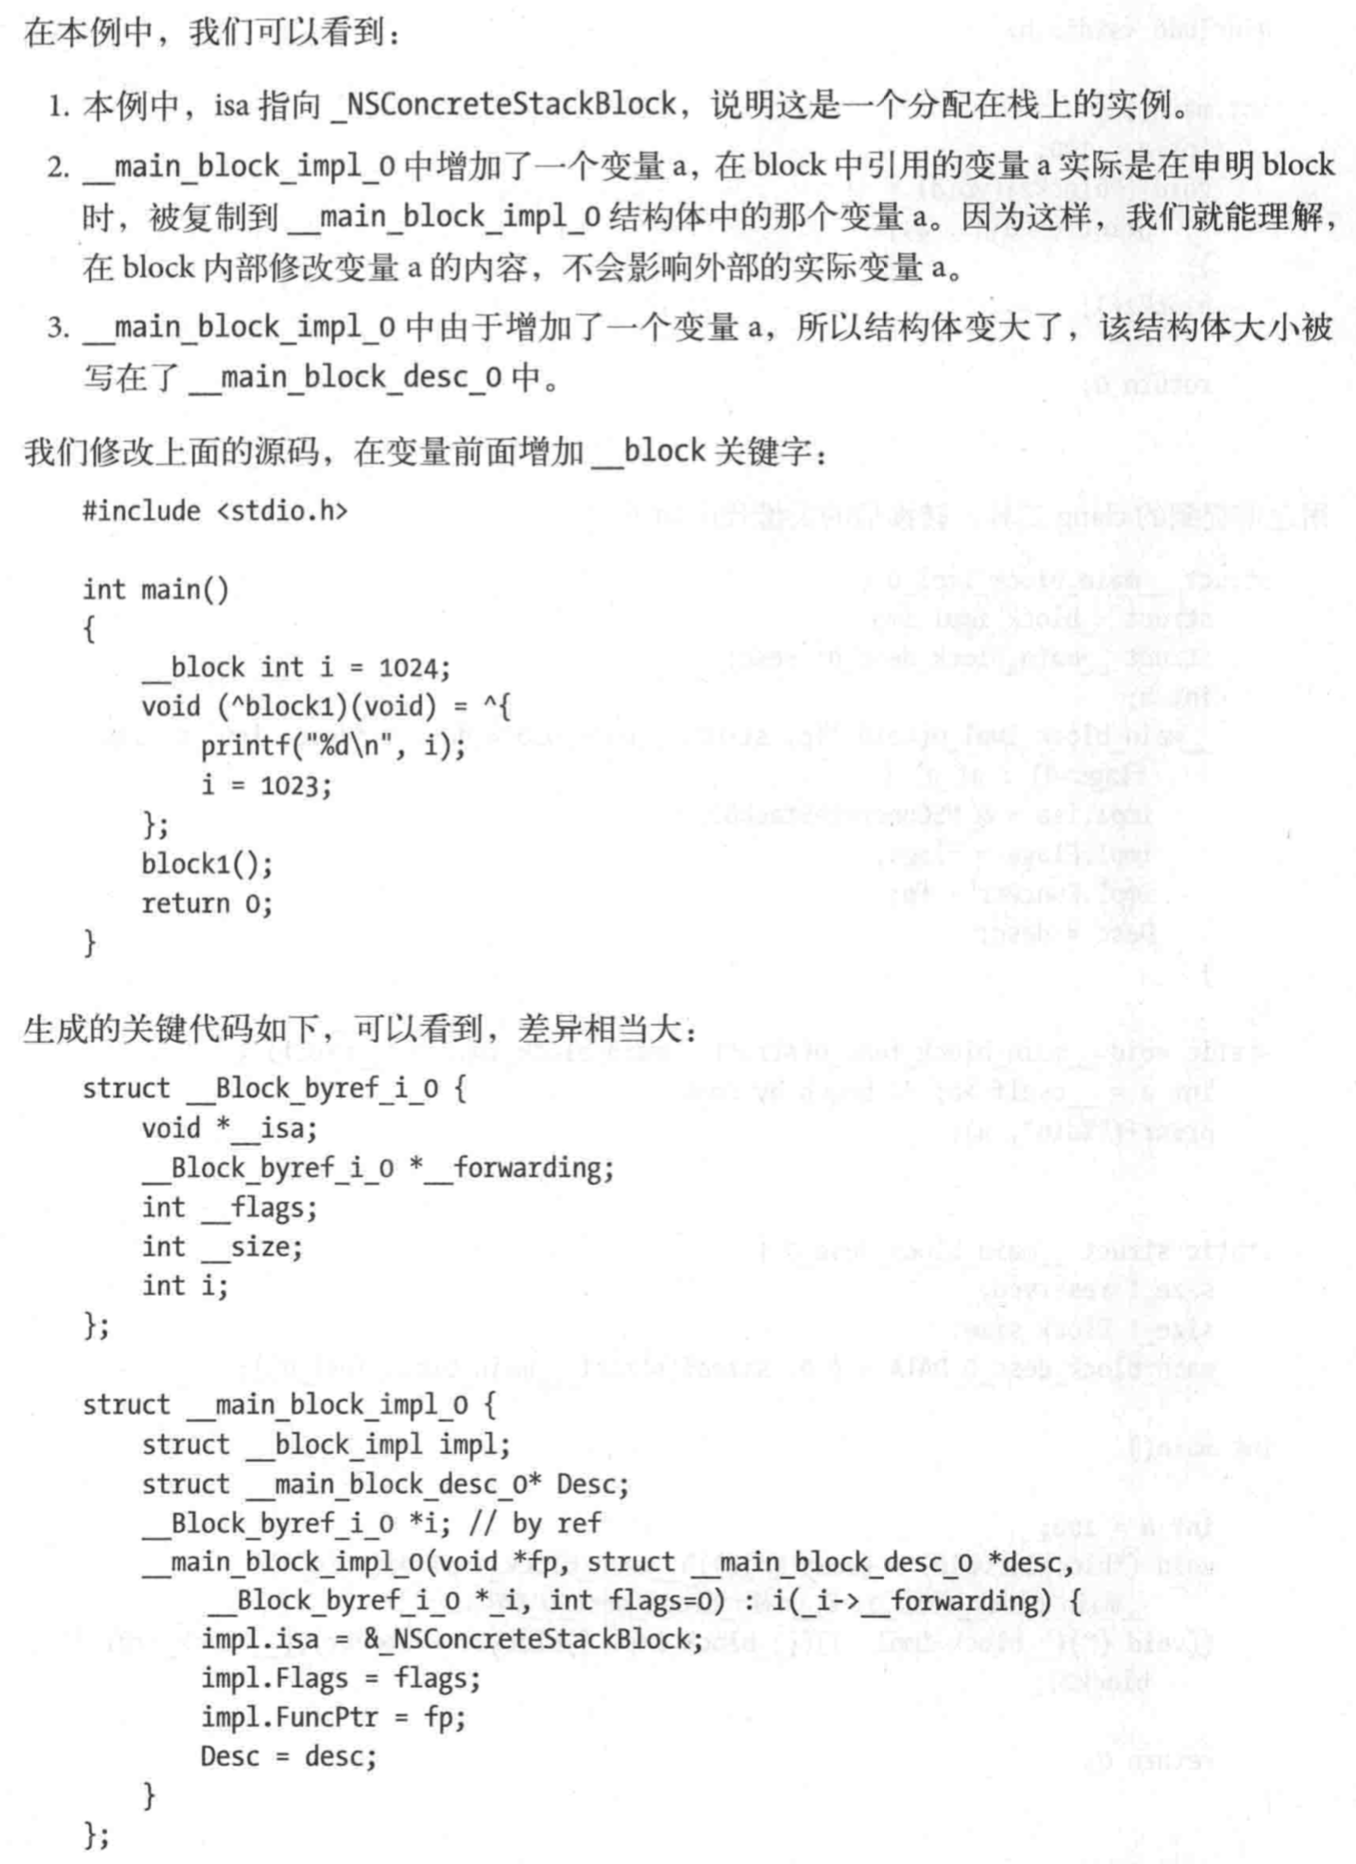 在本例中，我们可以看到：
1. 本例中，isa 指向 _NSConcreteStackBlock，说明这是一个分配在栈上的实例。
2. __main_block_impl_0 中增加了一个变量 a，在 block 中引用的变量 a 实际是在申明 block
时，被复制到 __main_block_impl_0 结构体中的那个变量 a。因为这样，我们就能理解，
在 block 内部修改变量 a 的内容，不会影响外部的实际变量 a。
3. __main_block_impl_0 中由于增加了一个变量 a，所以结构体变大了，该结构体大小被
写在了 __main_block_desc_0 中。
我们修改上面的源码，在变量前面增加 __block 关键字：
#include <stdio.h>
int main()
{
__block int i = 1024;
void (^block1)(void) = ^{
printf("%d\n", i);
i = 1023;
};
block1();
return 0;
}
生成的关键代码如下，可以看到，差异相当大：
struct __Block_byref_i_0 {
void *__isa;
__Block_byref_i_0 *__forwarding;
int __flags;
int __size;
int i;
};
struct __main_block_impl_0 {
struct __block_impl impl;
struct __main_block_desc_0* Desc;
__Block_byref_i_0 *i; // by ref
__main_block_impl_0(void *fp, struct __main_block_desc_0 *desc,
__Block_byref_i_0 *_i, int flags=0) : i(_i->__forwarding) {
impl.isa = &_NSConcreteStackBlock;
impl.Flags = flags;
impl.FuncPtr = fp;
Desc = desc;
}
};